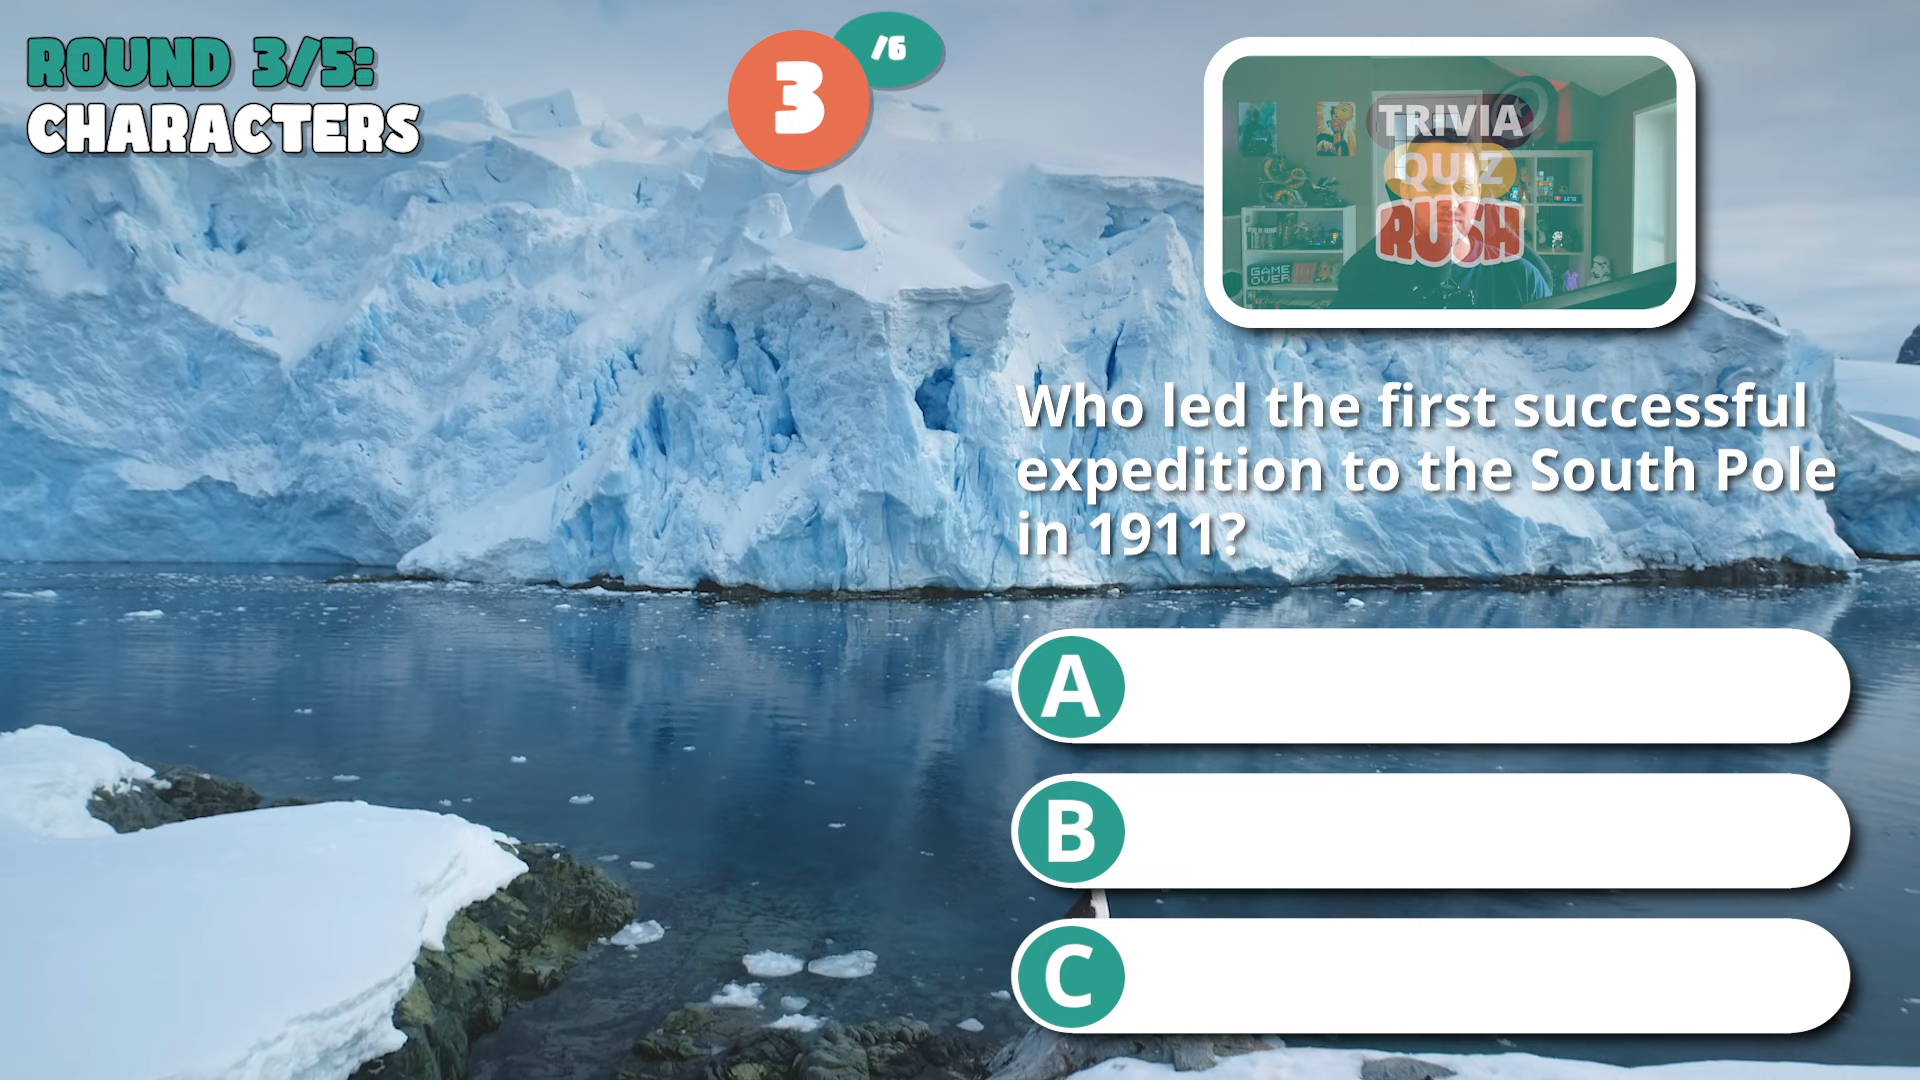 ROUND 3/5:
CHARACTERS
3
/6
TRIVIA
QUIZ
RUSH
GAME
OVER
Who led the first successful
expedition to the South Pole
in 1911?
A
B
C